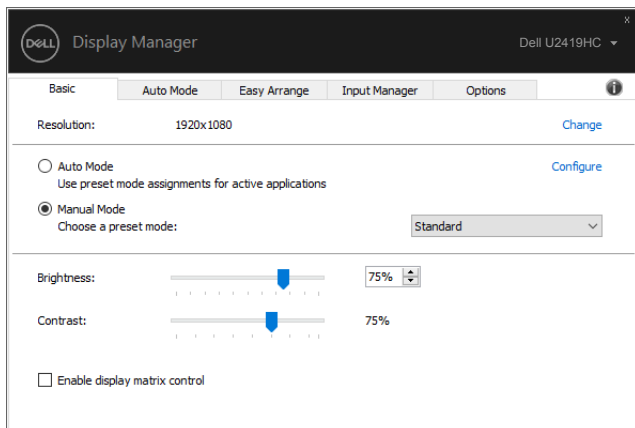 x
DELL Display Manager Dell U2419HC
Basic Auto Mode Easy Arrange Input Manager Options i
Resolution: 1920x1080 Change
Auto Mode Configure
Use preset mode assignments for active applications
Manual Mode
Choose a preset mode: Standard
Brightness: 75%
Contrast: 75%
Enable display matrix control